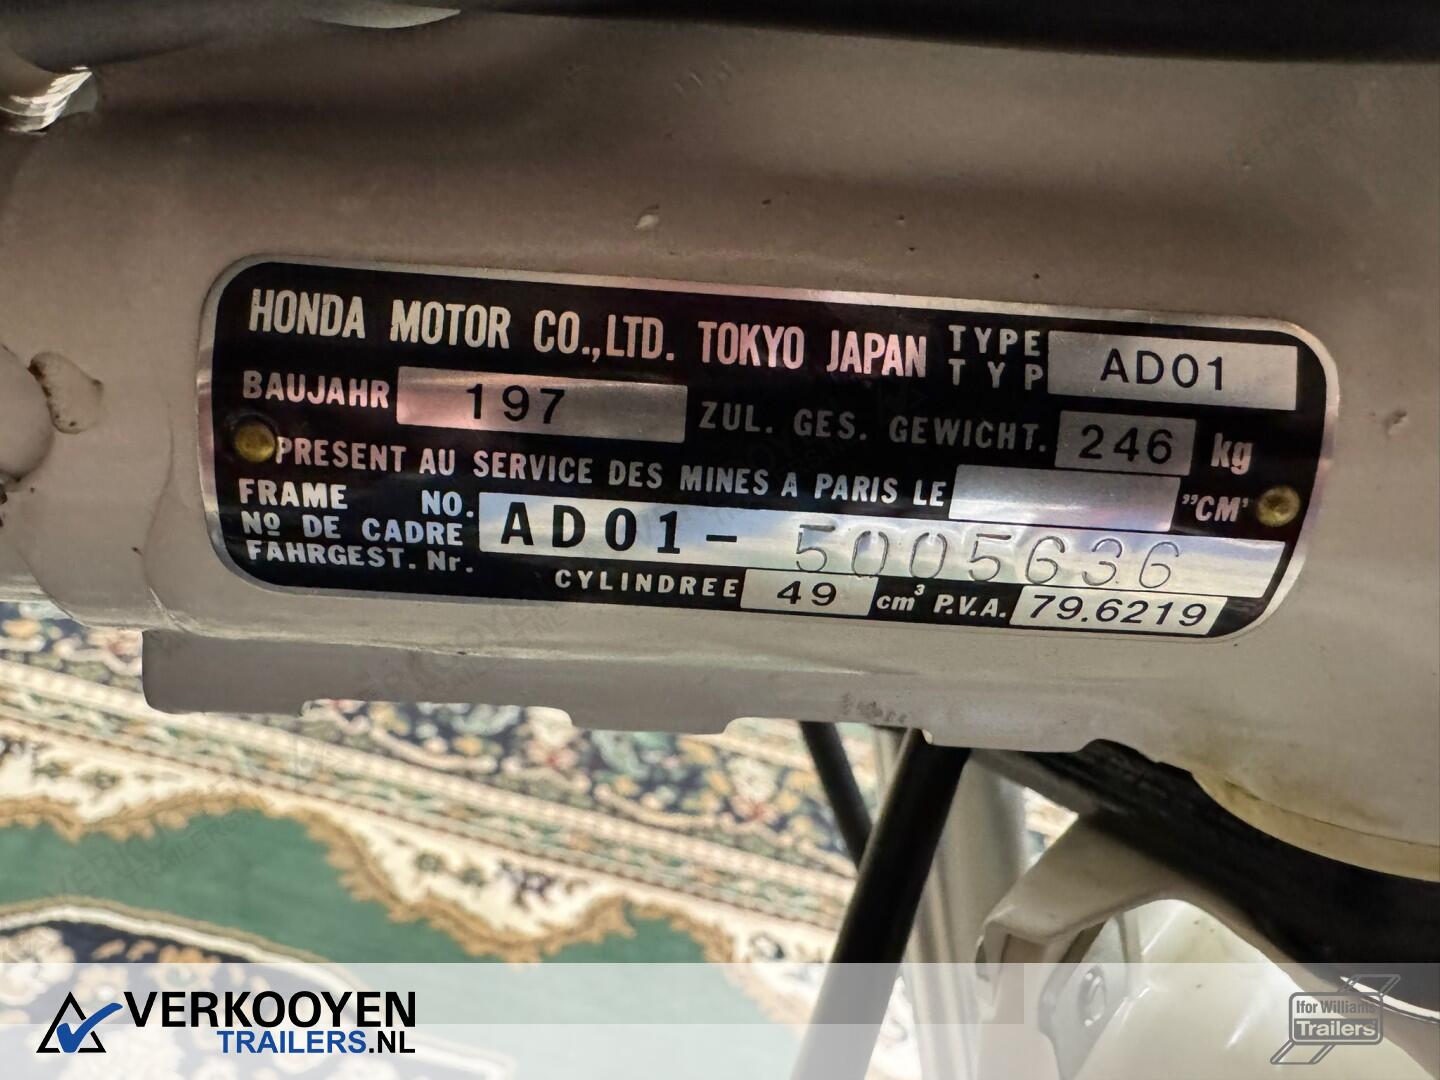 HONDA MOTOR CO.,LTD. TOKYO JAPAN TYPE TYP AD01
BAUJAHR 197 ZUL. GES. GEWICHT. 246 kg
PRESENT AU SERVICE DES MINES A PARIS LE "CM³
FRAME NO.
Nº DE CADRE
FAHRGEST. Nr.
AD01-5005636
CYLINDREE 49 cm³ P.V.A. 79.6219
VERKOOYEN
TRAILERS.NL
Ifor Williams
Trailers